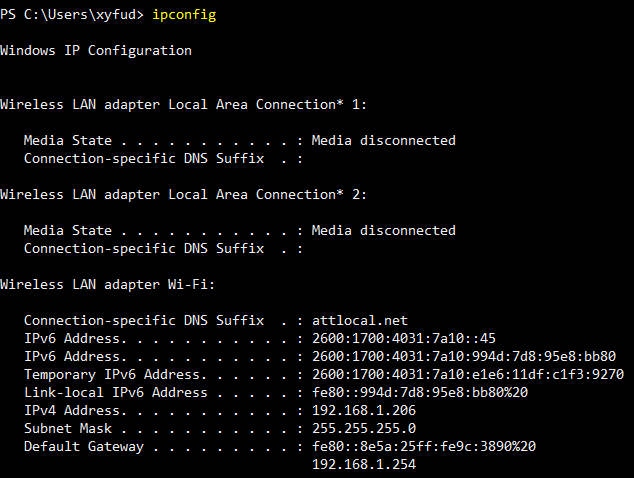 PS C:\Users\xyfud> ipconfig
Windows IP Configuration
Wireless LAN adapter Local Area Connection* 1:
Media State . . . . . . . . . . . : Media disconnected
Connection-specific DNS Suffix  . :
Wireless LAN adapter Local Area Connection* 2:
Media State . . . . . . . . . . . : Media disconnected
Connection-specific DNS Suffix  . :
Wireless LAN adapter Wi-Fi:
Connection-specific DNS Suffix  . : attlocal.net
IPv6 Address. . . . . . . . . . . : 2600:1700:4031:7a10::45
IPv6 Address. . . . . . . . . . . : 2600:1700:4031:7a10:994d:7d8:95e8:bb80
Temporary IPv6 Address. . . . . . : 2600:1700:4031:7a10:e1e6:11df:c1f3:9270
Link-local IPv6 Address . . . . . : fe80::994d:7d8:95e8:bb80%20
IPv4 Address. . . . . . . . . . . : 192.168.1.206
Subnet Mask . . . . . . . . . . . : 255.255.255.0
Default Gateway . . . . . . . . . : fe80::8e5a:25ff:fe9c:3890%20
192.168.1.254